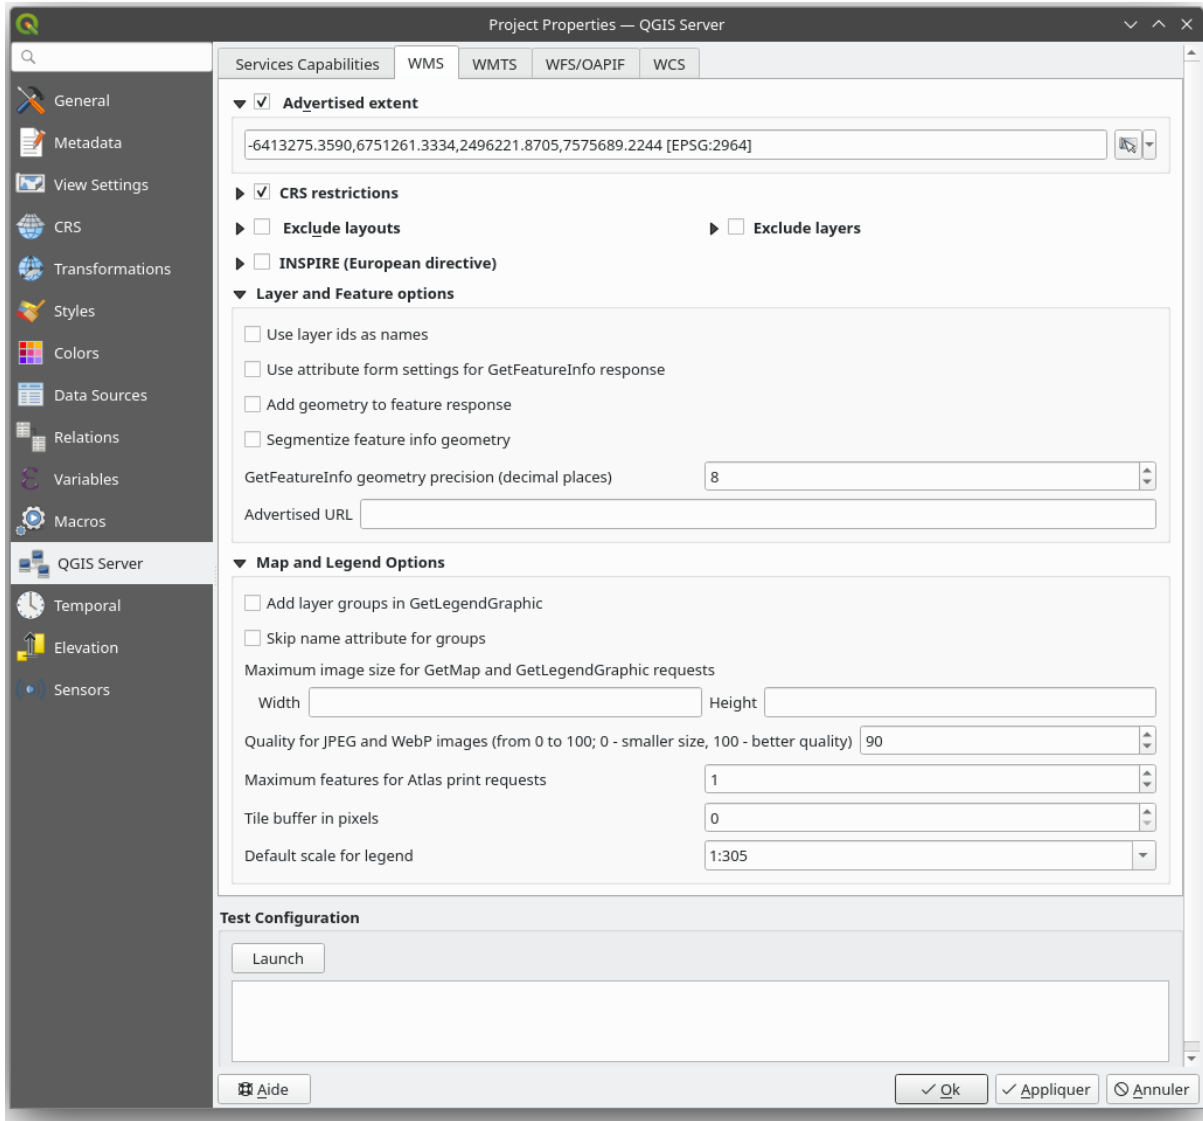 Project Properties — QGIS Server
General
Metadata
View Settings
CRS
Transformations
Styles
Colors
Data Sources
Relations
Variables
Macros
QGIS Server
Temporal
Elevation
Sensors
Services Capabilities WMS WMTS WFS/OAPIF WCS
Advertised extent
-6413275.3590,6751261.3334,2496221.8705,7575689.2244 [EPSG:2964]
CRS restrictions
Exclude layouts Exclude layers
INSPIRE (European directive)
Layer and Feature options
Use layer ids as names
Use attribute form settings for GetFeatureInfo response
Add geometry to feature response
Segmentize feature info geometry
GetFeatureInfo geometry precision (decimal places) 8
Advertised URL
Map and Legend Options
Add layer groups in GetLegendGraphic
Skip name attribute for groups
Maximum image size for GetMap and GetLegendGraphic requests
Width Height
Quality for JPEG and WebP images (from 0 to 100; 0 - smaller size, 100 - better quality) 90
Maximum features for Atlas print requests 1
Tile buffer in pixels 0
Default scale for legend 1:305
Test Configuration
Launch
Aide Ok Appliquer Annuler